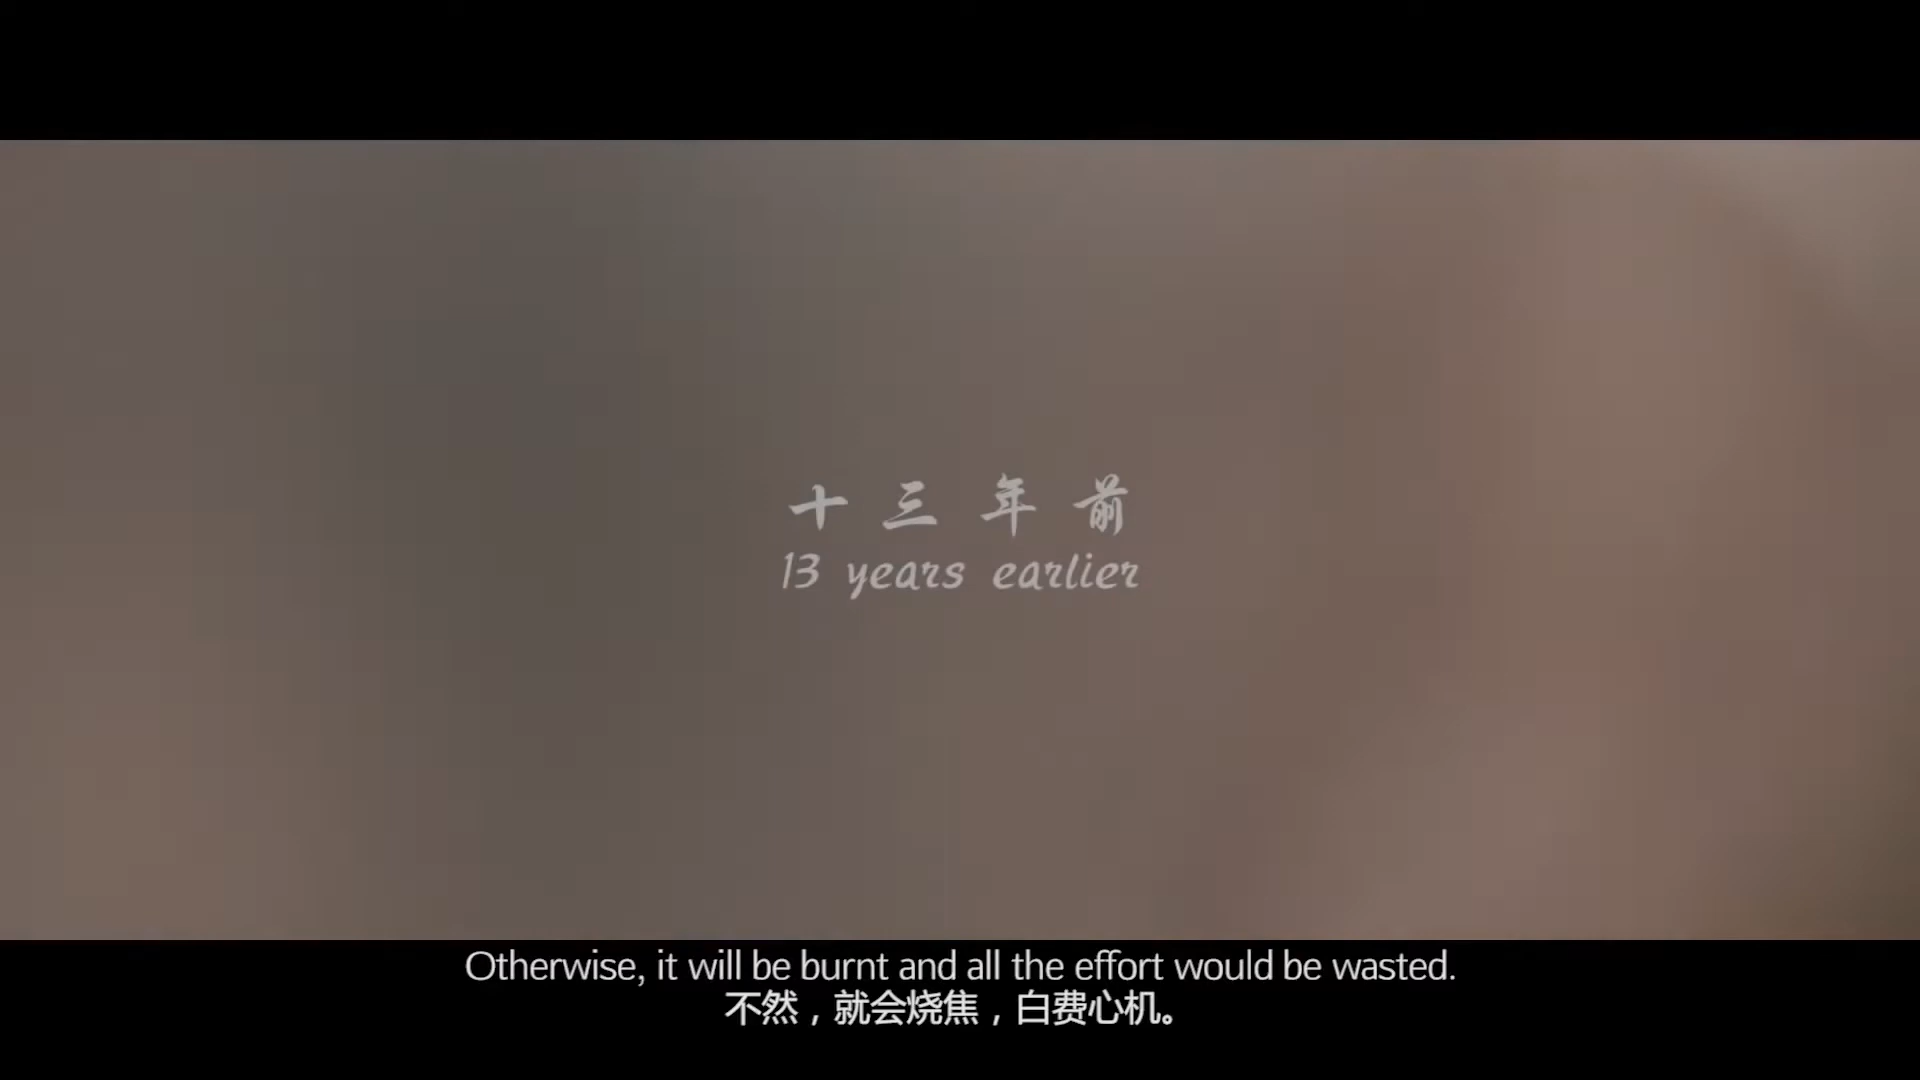 十三年前
13 years earlier
Otherwise, it will be burnt and all the effort would be wasted.
不然，就会烧焦，白费心机。